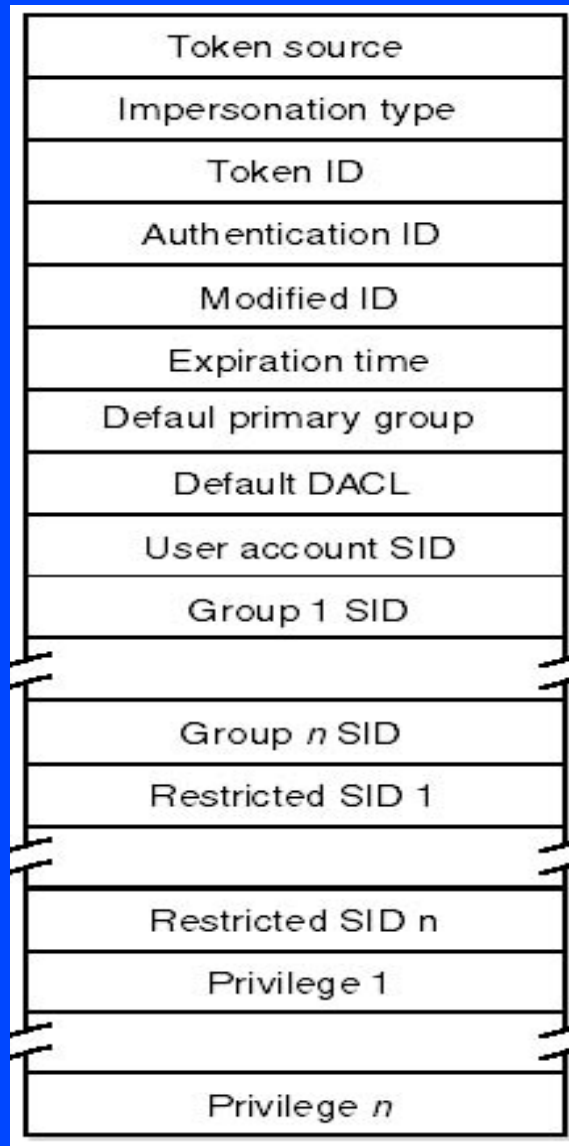 Token source
Impersonation type
Token ID
Authentication ID
Modified ID
Expiration time
Defaul primary group
Default DACL
User account SID
Group 1 SID
Group n SID
Restricted SID 1
Restricted SID n
Privilege 1
Privilege n